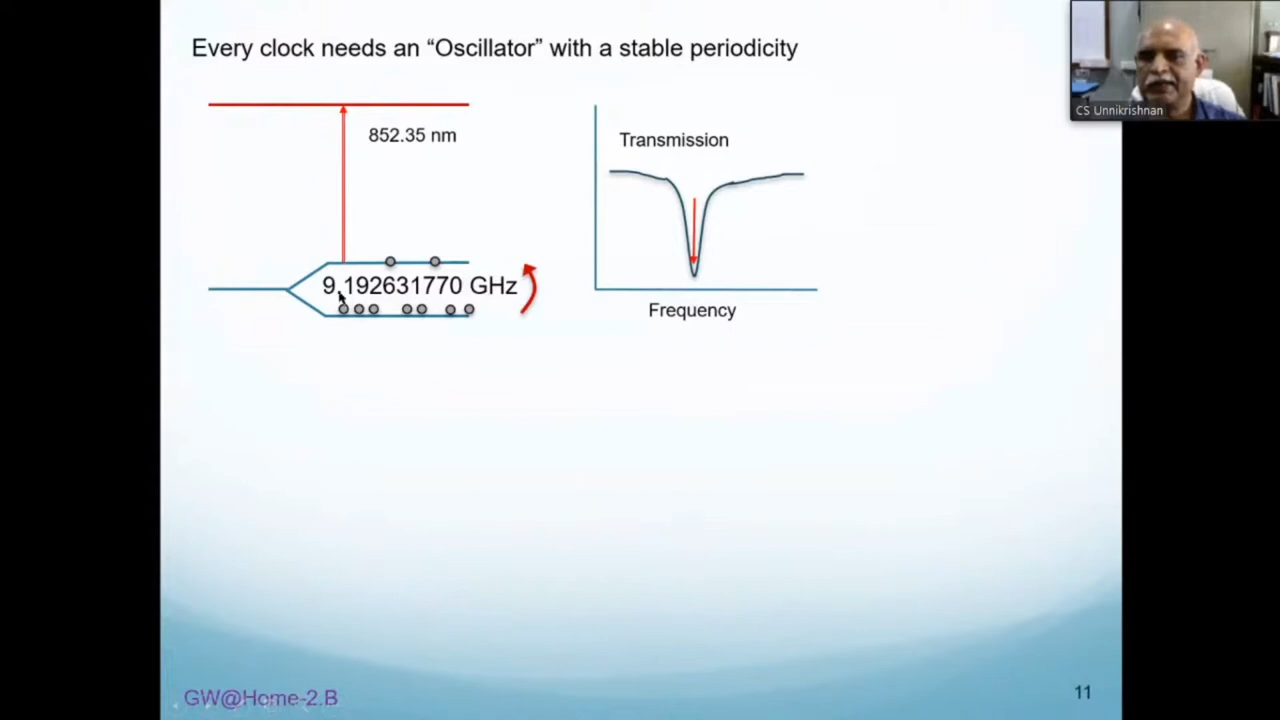 Every clock needs an “Oscillator” with a stable periodicity
CS Unnikrishnan
852.35 nm
Transmission
9.192631770 GHz
Frequency
GW@Home-2.B
11